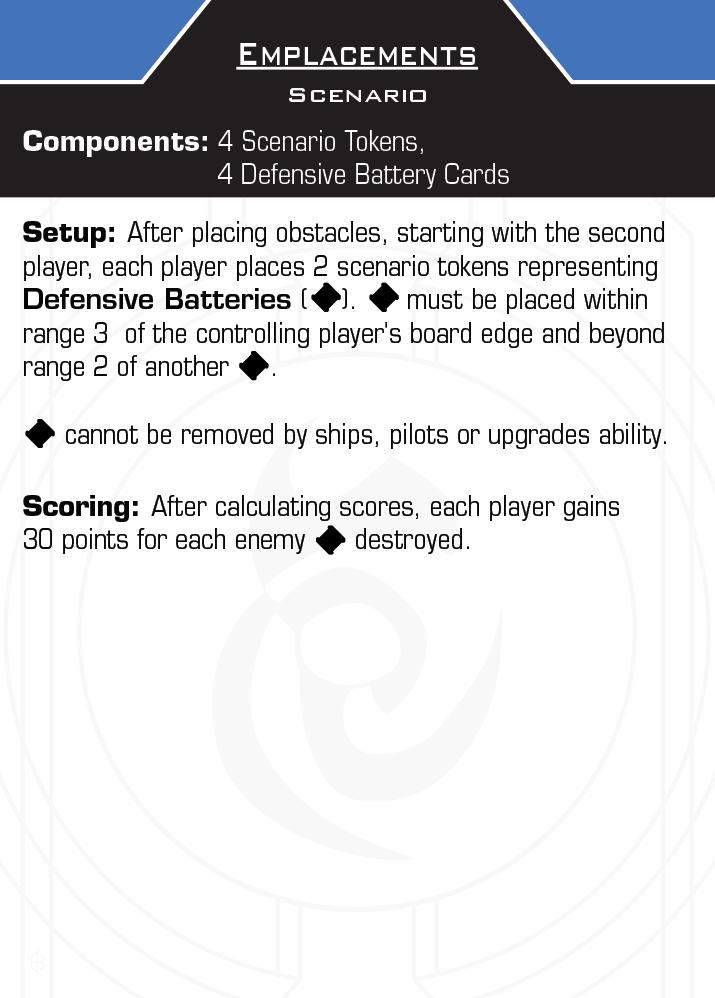 Emplacements
Scenario
Components: 4 Scenario Tokens,
4 Defensive Battery Cards
Setup: After placing obstacles, starting with the second
player, each player places 2 scenario tokens representing
Defensive Batteries (◆). ◆ must be placed within
range 3 of the controlling player's board edge and beyond
range 2 of another ◆.
◆ cannot be removed by ships, pilots or upgrades ability.
Scoring: After calculating scores, each player gains
30 points for each enemy ◆ destroyed.